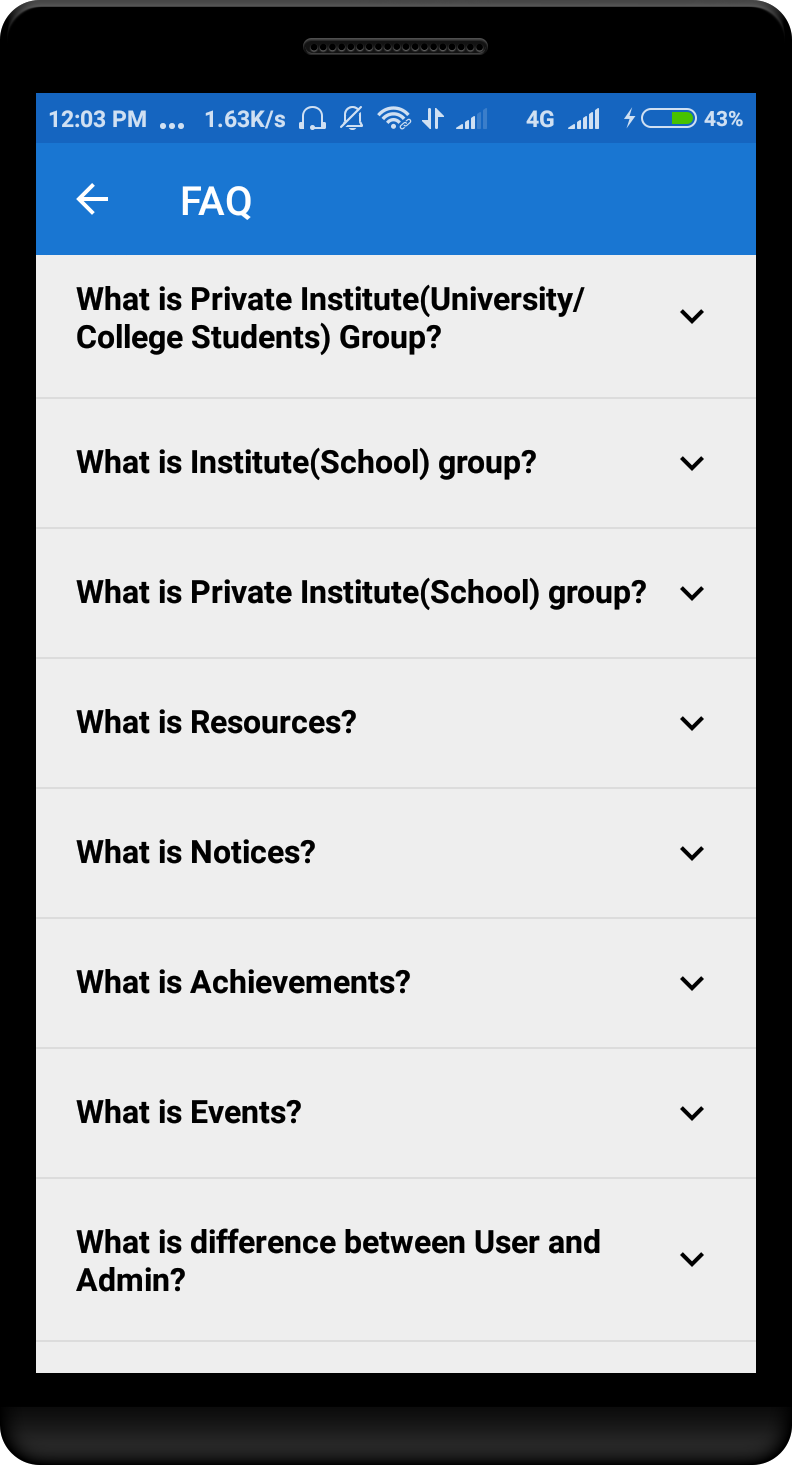 12:03 PM ... 1.63K/s 4G 43%
FAQ
What is Private Institute(University/
College Students) Group?
What is Institute(School) group?
What is Private Institute(School) group?
What is Resources?
What is Notices?
What is Achievements?
What is Events?
What is difference between User and
Admin?